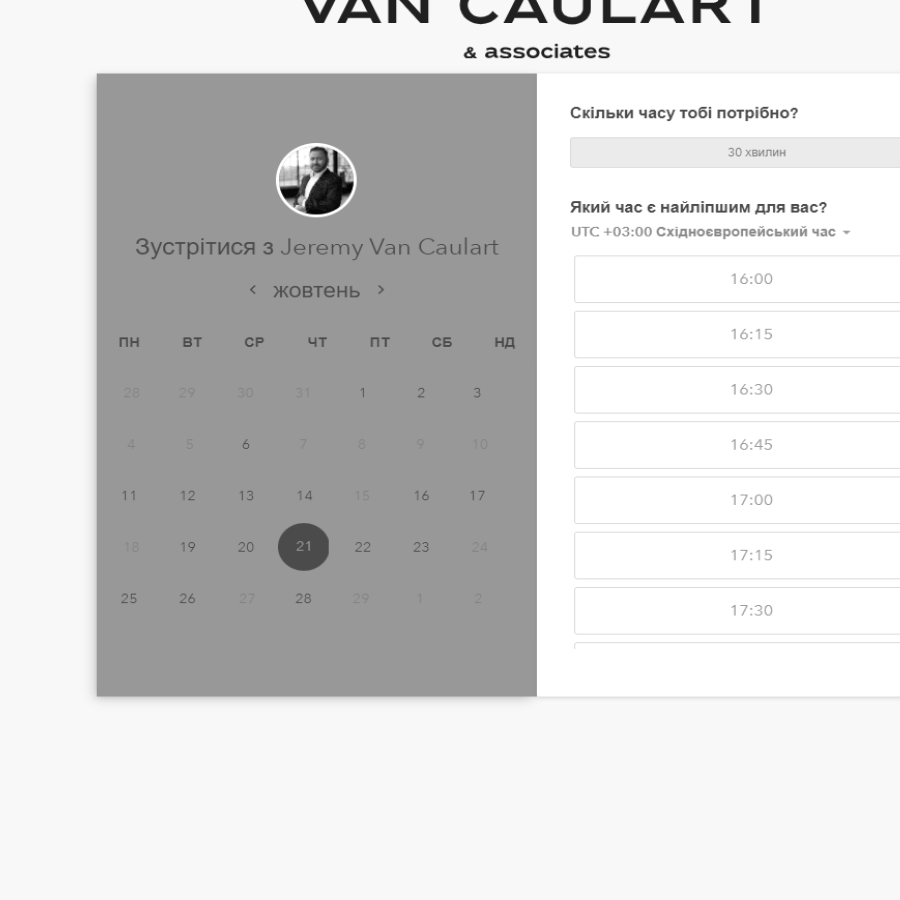 VAN CAULART
& associates
Зустрітися з Jeremy Van Caulart
жовтень
ПН ВТ СР ЧТ ПТ СБ НД
28 29 30 31 1 2 3
4 5 6 7 8 9 10
11 12 13 14 15 16 17
18 19 20 21 22 23 24
25 26 27 28 29 1 2
Скільки часу тобі потрібно?
30 хвилин
Який час є найліпшим для вас?
UTC +03:00 Східноєвропейський час
16:00
16:15
16:30
16:45
17:00
17:15
17:30